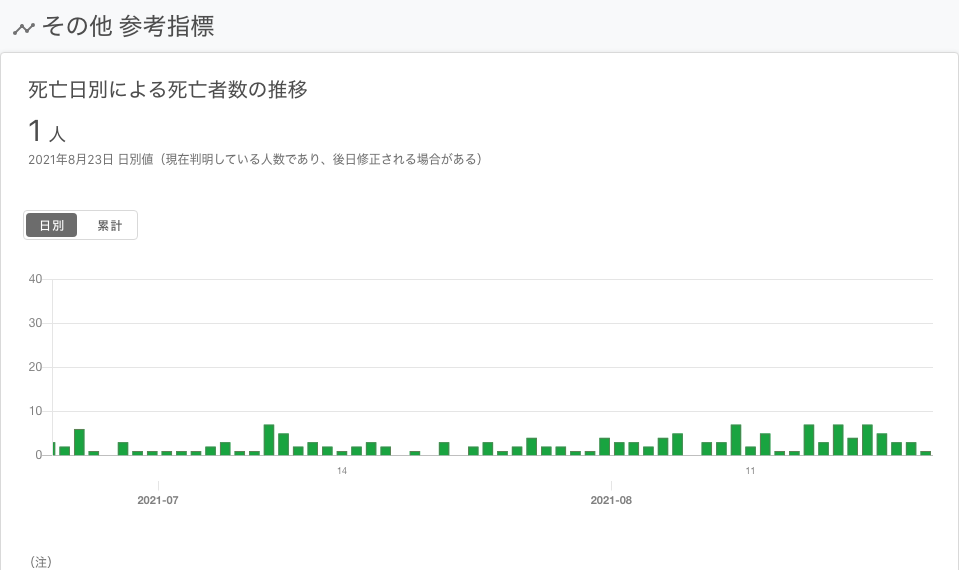 その他 参考指標
死亡日別による死亡者数の推移
1 人
2021年8月23日 日別値（現在判明している人数であり、後日修正される場合がある）
日別 累計
40
30
20
10
0
14 11
2021-07 2021-08
（注）